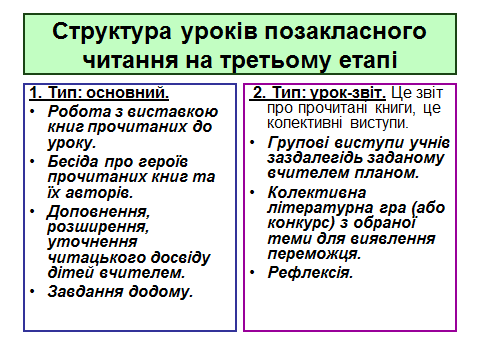 Структура уроків позакласного
читання на третьому етапі
1. Тип: основний.
• Робота з виставкою
книг прочитаних до
уроку.
• Бесіда про героїв
прочитаних книг та
їх авторів.
• Доповнення,
розширення,
уточнення
читацького досвіду
дітей вчителем.
• Завдання додому.
2. Тип: урок-звіт. Це звіт
про прочитані книги, це
колективні виступи.
• Групові виступи учнів
заздалегідь заданому
вчителем планом.
• Колективна
літературна гра (або
конкурс) з обраної
теми для виявлення
переможця.
• Рефлексія.